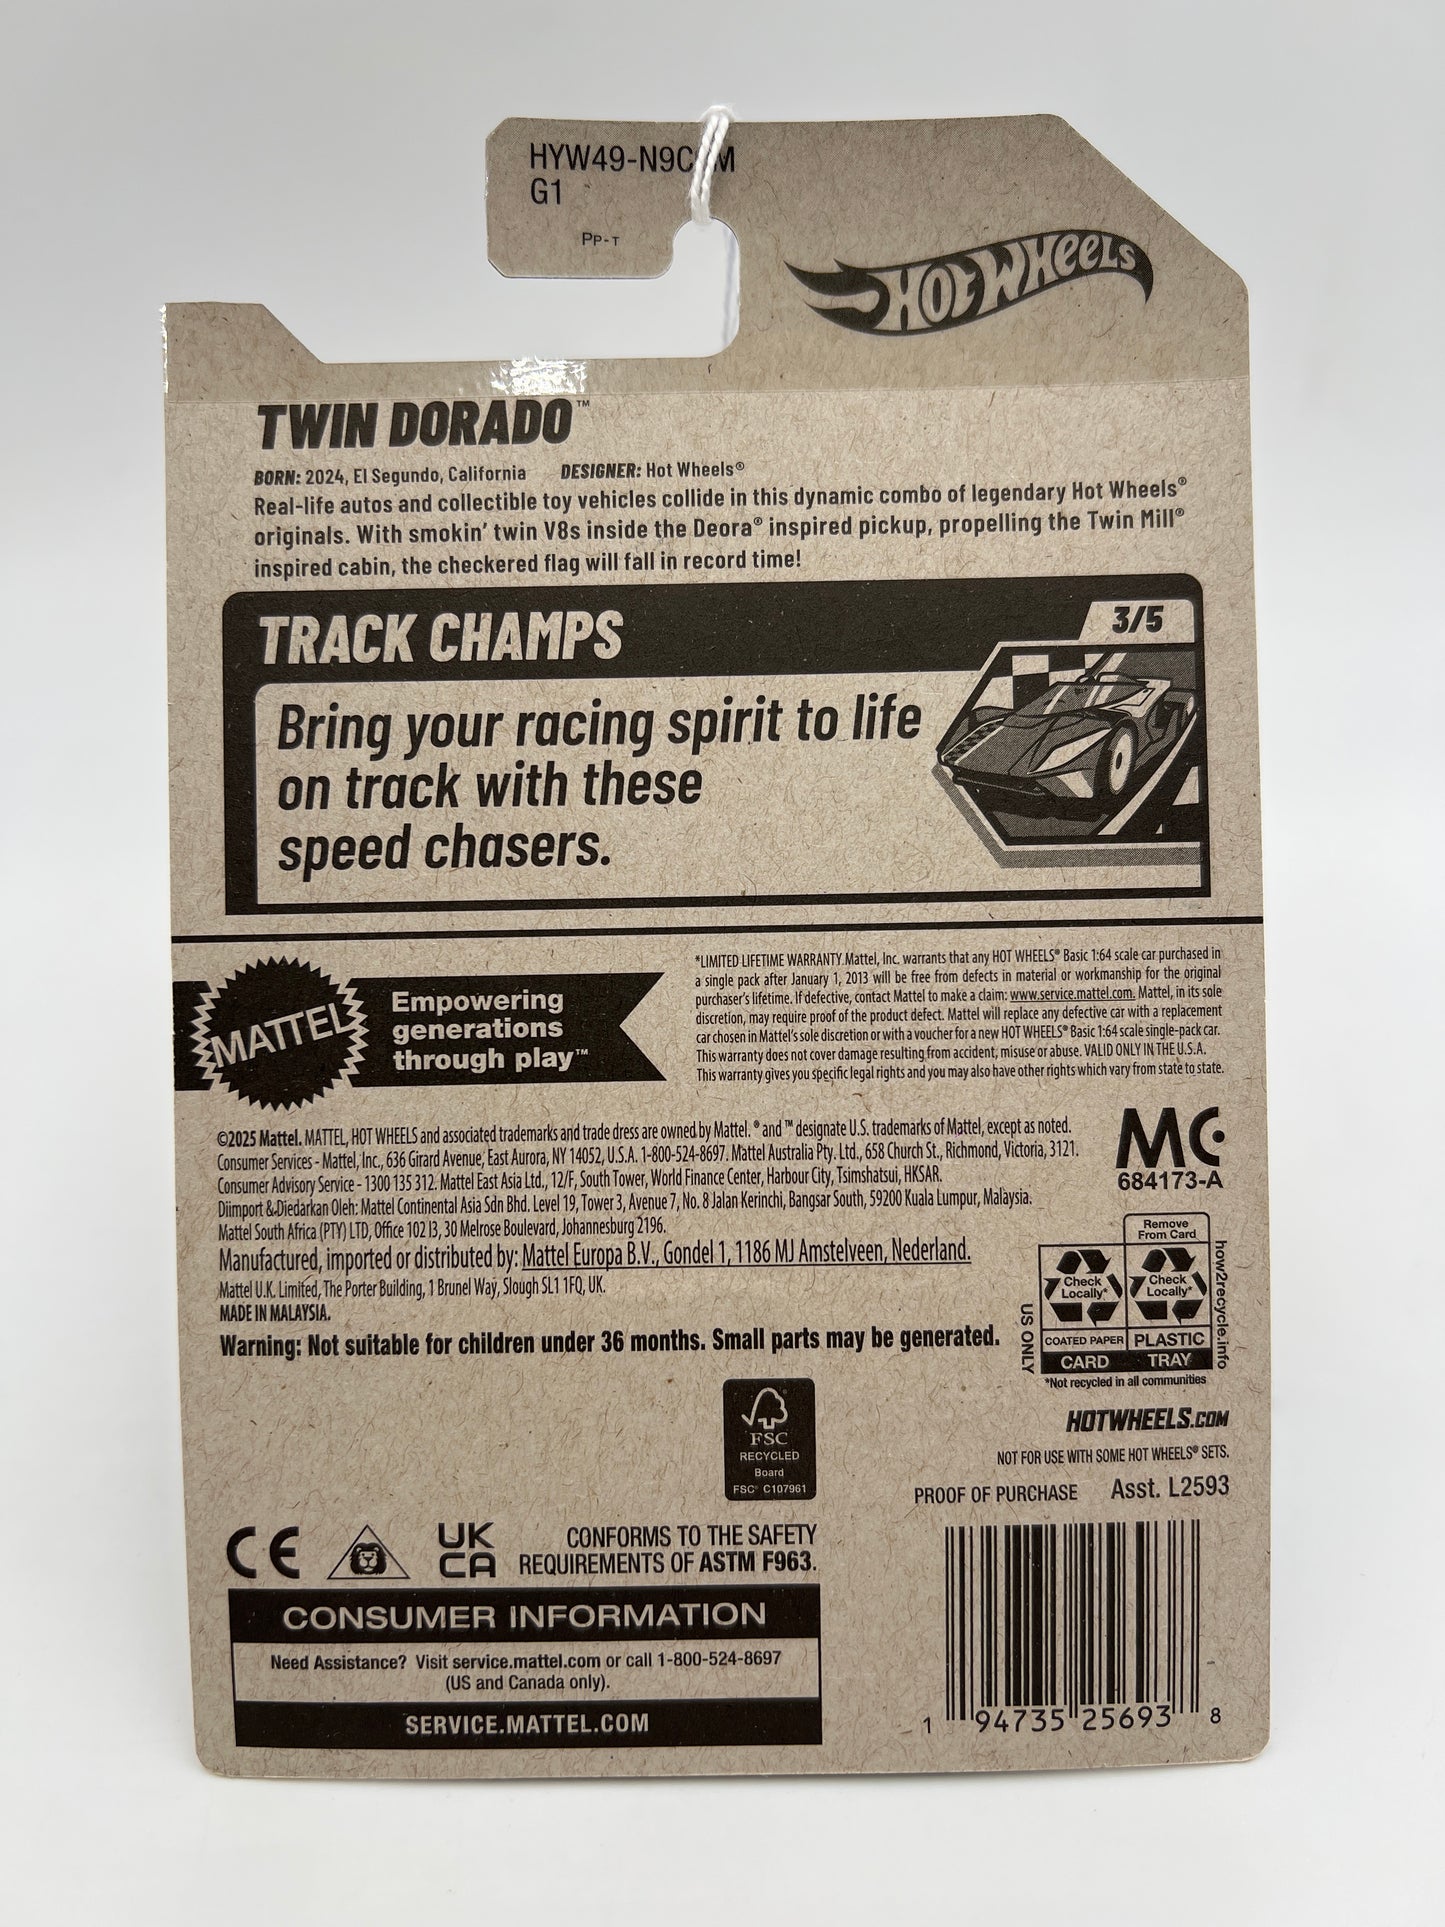 HYW49-N9C
G1
PP-T
HOT WHEELS
TWIN DORADO™
BORN: 2024, El Segundo, California DESIGNER: Hot Wheels®
Real-life autos and collectible toy vehicles collide in this dynamic combo of legendary Hot Wheels®
originals. With smokin' twin V8s inside the Deora® inspired pickup, propelling the Twin Mill®
inspired cabin, the checkered flag will fall in record time!
TRACK CHAMPS
3/5
Bring your racing spirit to life
on track with these
speed chasers.
MATTEL
Empowering
generations
through play™
*LIMITED LIFETIME WARRANTY Mattel, Inc. warrants that any HOT WHEELS® Basic 1:64 scale car purchased in
a single pack after January 1, 2013 will be free from defects in material or workmanship for the original
purchaser's lifetime. If defective, contact Mattel to make a claim: www.service.mattel.com. Mattel, in its sole
discretion, may require proof of the product defect. Mattel will replace any defective car with a replacement
car chosen in Mattel's sole discretion or with a voucher for a new HOT WHEELS® Basic 1:64 scale single-pack car.
This warranty does not cover damage resulting from accident, misuse or abuse. VALID ONLY IN THE U.S.A.
This warranty gives you specific legal rights and you may also have other rights which vary from state to state.
©2025 Mattel. MATTEL, HOT WHEELS and associated trademarks and trade dress are owned by Mattel. ® and ™ designate U.S. trademarks of Mattel, except as noted.
Consumer Services - Mattel, Inc., 636 Girard Avenue, East Aurora, NY 14052, U.S.A. 1-800-524-8697. Mattel Australia Pty. Ltd., 658 Church St., Richmond, Victoria, 3121.
Consumer Advisory Service - 1300 135 312. Mattel East Asia Ltd., 12/F, South Tower, World Finance Center, Harbour City, Tsimshatsui, HKSAR.
Diimport & Diedarkan Oleh: Mattel Continental Asia Sdn Bhd. Level 19, Tower 3, Avenue 7, No. 8 Jalan Kerinchi, Bangsar South, 59200 Kuala Lumpur, Malaysia.
Mattel South Africa (PTY) LTD, Office 102 I3, 30 Melrose Boulevard, Johannesburg 2196.
Manufactured, imported or distributed by: Mattel Europa B.V., Gondel 1, 1186 MJ Amstelveen, Nederland.
Mattel U.K. Limited, The Porter Building, 1 Brunel Way, Slough SL1 1FQ, UK.
MADE IN MALAYSIA.
Warning: Not suitable for children under 36 months. Small parts may be generated.
MC
684173-A
Remove
From Card
Check
Locally*
Check
Locally*
COATED PAPER
PLASTIC
CARD
TRAY
US ONLY
how2recycle.info
*Not recycled in all communities
FSC®
RECYCLED
Board
FSC® C107961
HOTWHEELS.COM
NOT FOR USE WITH SOME HOT WHEELS® SETS.
PROOF OF PURCHASE Asst. L2593
CE
UK
CA
CONFORMS TO THE SAFETY
REQUIREMENTS OF ASTM F963.
CONSUMER INFORMATION
Need Assistance? Visit service.mattel.com or call 1-800-524-8697
(US and Canada only).
SERVICE.MATTEL.COM
1 94735 25693 8